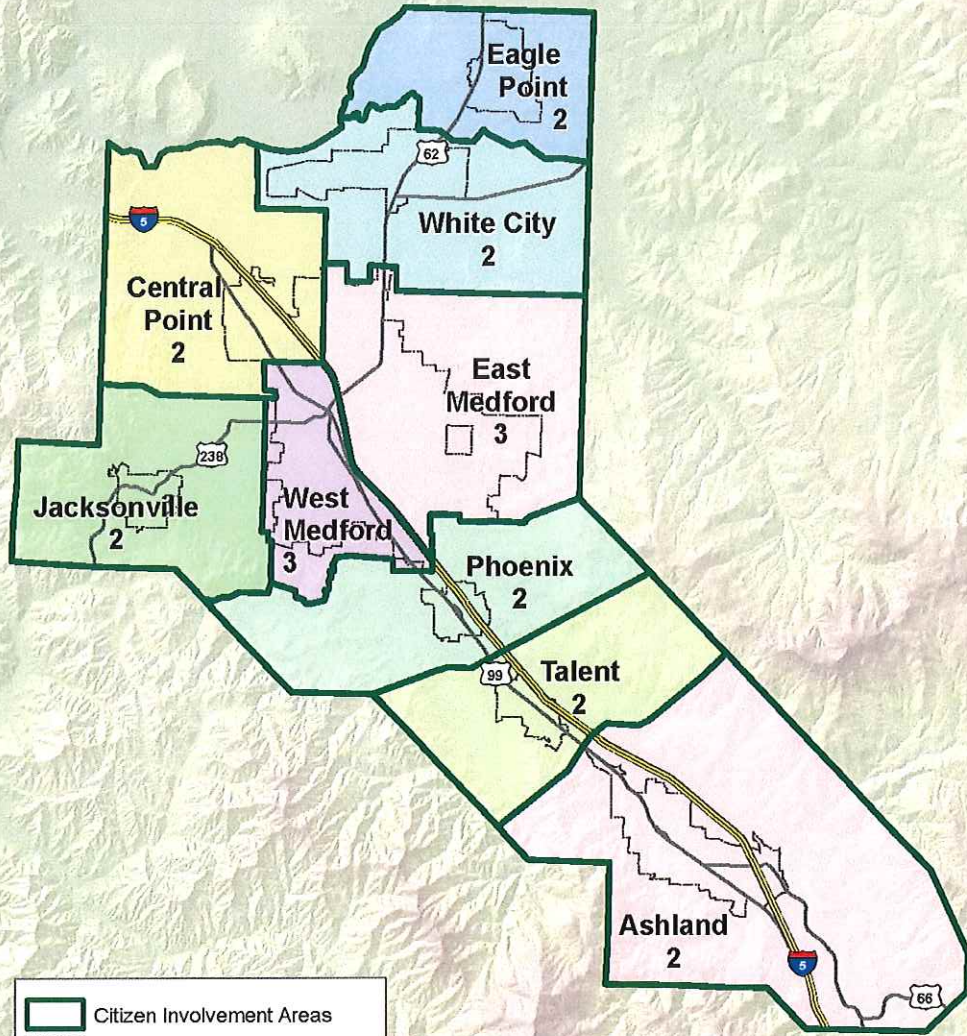 Eagle
Point
2
62
White City
2
5
Central
Point
2
East
Medford
3
238
Jacksonville
2
West
Medford
3
Phoenix
2
99
Talent
2
Ashland
2
5
66
Citizen Involvement Areas